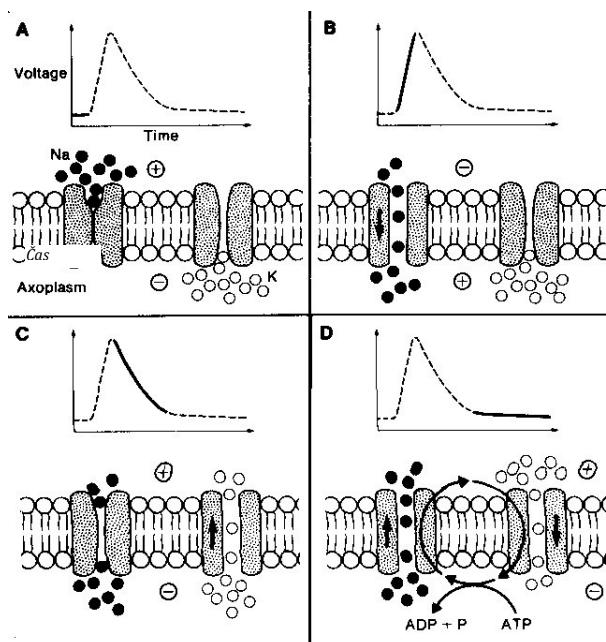 A
Voltage
Time
Na
+
Čas
Axoplasm
−
K
B
−
+
C
+
−
D
+
−
ADP + P
ATP